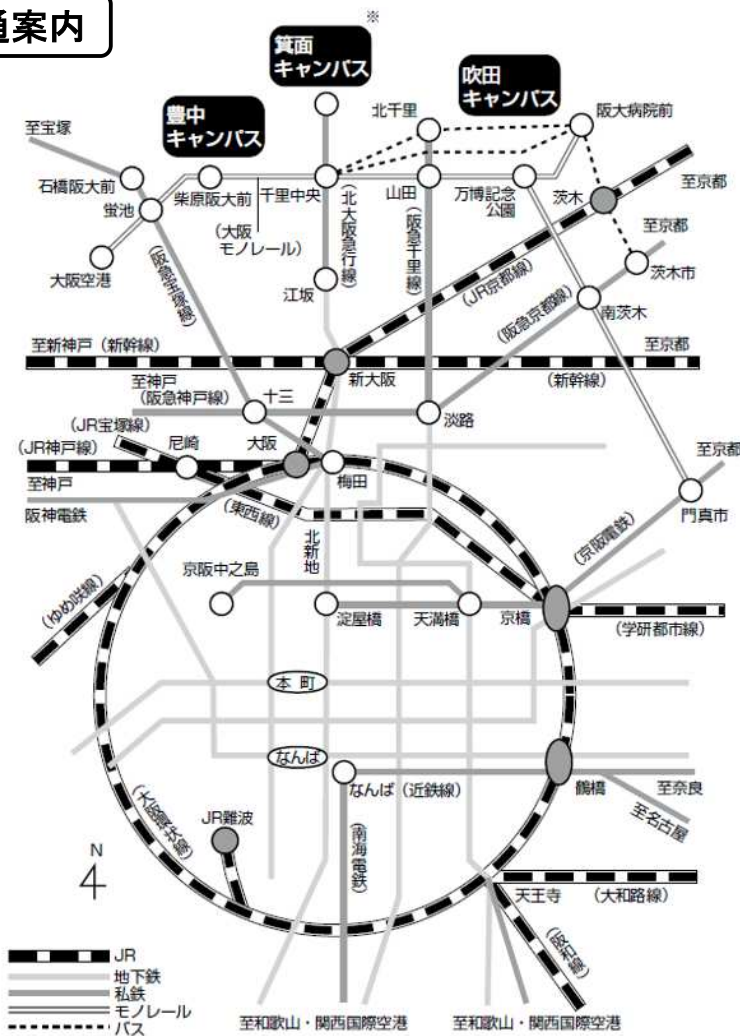 通案内
※
箕面
キャンパス
吹田
キャンパス
豊中
キャンパス
北千里
阪大病院前
至宝塚
石橋阪大前
柴原阪大前
千里中央
山田
万博記念
公園
茨木
至京都
蛍池
(大阪
モノレール)
(北大阪急行線)
(阪急千里線)
至京都
大阪空港
(阪急宝塚線)
江坂
(JR京都線)
茨木市
(阪急京都線)
南茨木
至新神戸(新幹線)
至京都
新大阪
(新幹線)
至神戸
(阪急神戸線)
十三
淡路
(JR宝塚線)
(JR神戸線)
尼崎
大阪
梅田
至京都
至神戸
阪神電鉄
(東西線)
北新地
門真市
(京阪電鉄)
京阪中之島
(ゆめ咲線)
淀屋橋
天満橋
京橋
(学研都市線)
本町
なんば
なんば(近鉄線)
鶴橋
至奈良
至名古屋
(大阪環状線)
JR難波
(南海電鉄)
N
4
天王寺
(大和路線)
(阪和線)
JR
地下鉄
私鉄
モノレール
バス
至和歌山・関西国際空港
至和歌山・関西国際空港